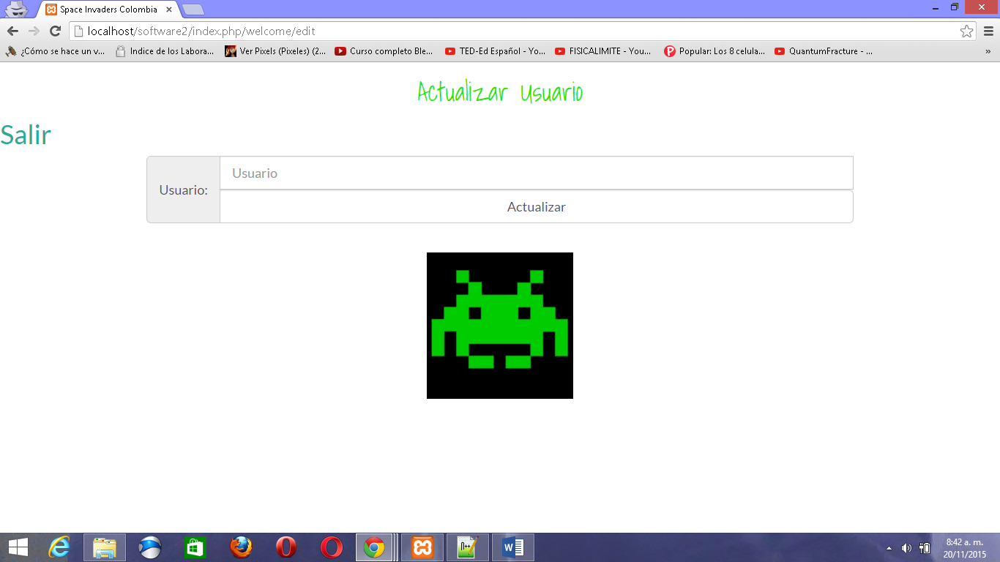 Space Invaders Colombia
localhost/software2/index.php/welcome/edit
¿Cómo se hace un v... Indice de los Labora... Ver Pixels (Pixeles) (2... Curso completo Ble... TED-Ed Español - Yo... FISICALIMITE - You... Popular: Los 8 celula... QuantumFracture - ... »
Actualizar Usuario
Salir
Usuario: Usuario
Actualizar
8:42 a. m.
20/11/2015